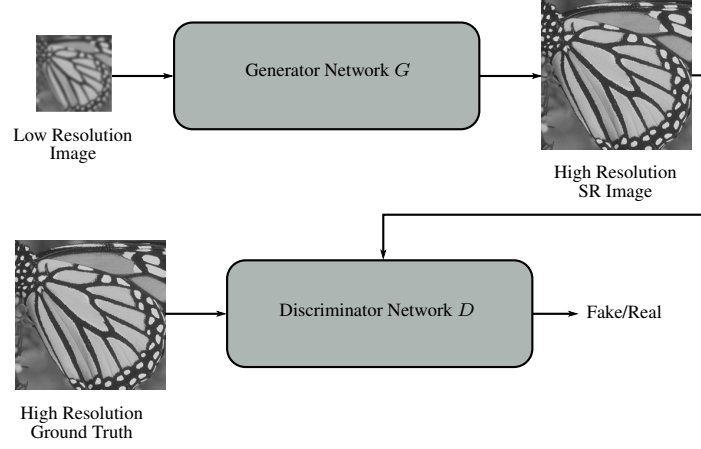 Generator Network G
Low Resolution
Image
High Resolution
SR Image
Discriminator Network D
Fake/Real
High Resolution
Ground Truth